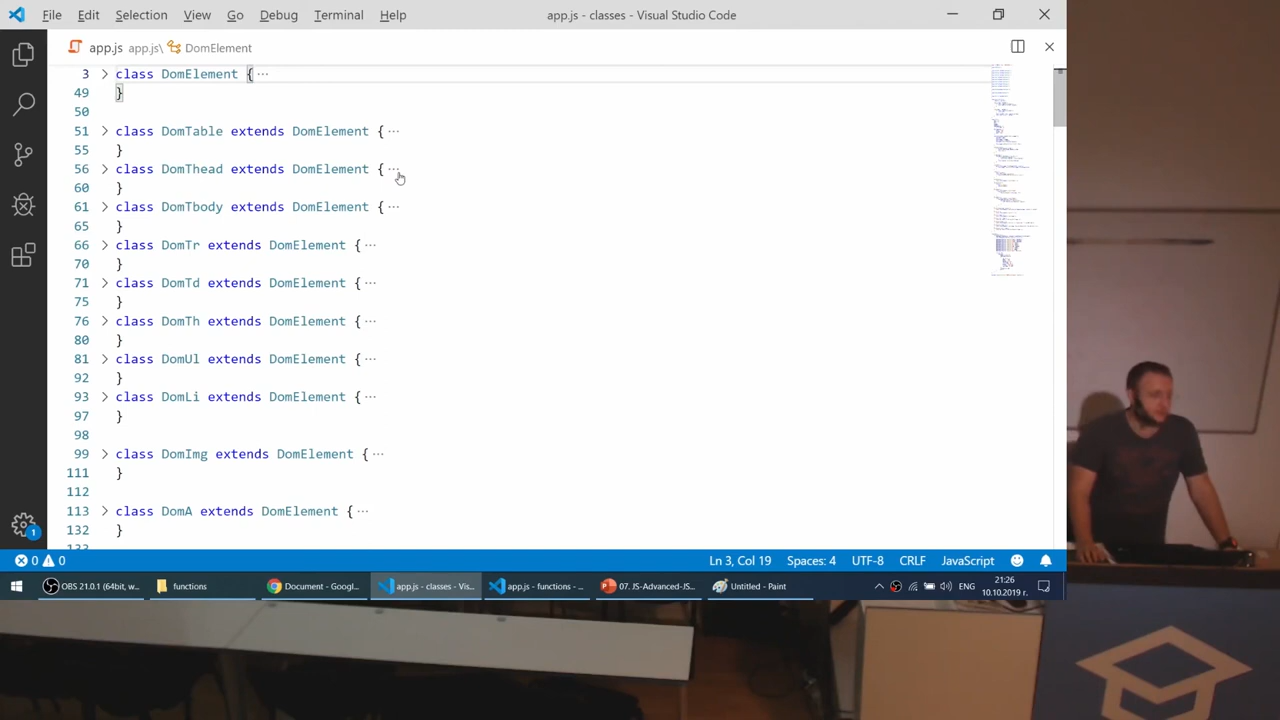 File Edit Selection View Go Debug Terminal Help app.js - classes - Visual Studio Code
app.js app.js\ DomElement
3 class DomElement {
49
50
51 class DomTable extends DomElement {
55
56 class DomThead extends DomElement {
60
61 class DomTbody extends DomElement {
65
66 class DomTr extends DomElement {
70
71 class DomTd extends DomElement {
75 }
76 class DomTh extends DomElement {
80 }
81 class DomUl extends DomElement {
92 }
93 class DomLi extends DomElement {
97 }
98
99 class DomImg extends DomElement {
111 }
112
113 class DomA extends DomElement {
132 }
133
0 0 Ln 3, Col 19 Spaces: 4 UTF-8 CRLF JavaScript
1
OBS 21.0.1 (64bit, w... functions Document - Googl... app.js - classes - Vis... app.js - functions - ... 07. JS-Advanced-JS... Untitled - Paint ЕНГ 21:26
10.10.2019 г.